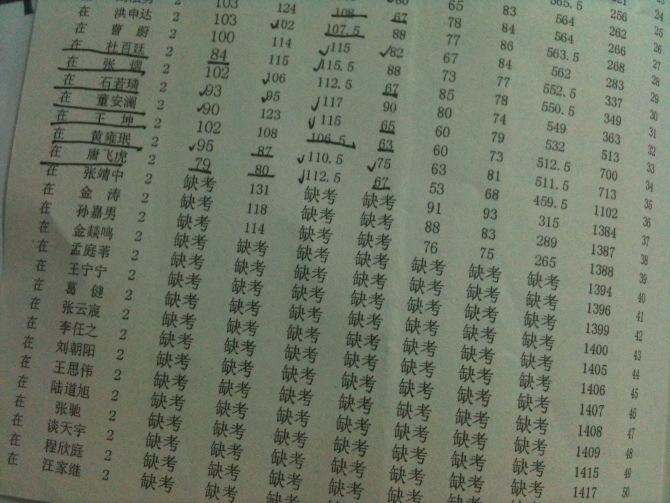 421 24
80 565.5 256 25
65 83 564 262 26
103 124 108 67 78 84 564 266 27
洪申达 2 103 102 107.5 88 77 86 563.5 268 28
曹蔚 2 100 114 115 82 67 84 562 283 29
在 杜百廷 2 84 115 115.5 88 73 77 552.5 337 30
在 张煜 2 102 106 112.5 67 85 78 550.5 349 31
在 石若璘 2 93 95 117 90 80 74 549 363 32
在 董安澜 2 90 123 115 65 60 79 532 513 33
在 王坤 2 102 108 106.5 63 60 73 512.5 700 34
在 黄雍珉 2 95 87 110.5 75 63 81 511.5 713 35
在 唐飞虎 2 79 80 112.5 67 53 68 459.5 1102 36
在 张靖中 2 缺考 131 缺考 缺考 91 93 315 1384 37
在 金涛 2 缺考 118 缺考 缺考 88 83 289 1387 38
在 孙嘉男 2 缺考 114 缺考 缺考 76 75 265 1388 39
在 金燚鸣 2 缺考 缺考 缺考 缺考 缺考 缺考 缺考 1394 40
在 孟庭苇 2 缺考 缺考 缺考 缺考 缺考 缺考 缺考 1396 41
在 王宁宁 2 缺考 缺考 缺考 缺考 缺考 缺考 缺考 1399 42
在 葛健 2 缺考 缺考 缺考 缺考 缺考 缺考 缺考 1400 43
在 张云宸 2 缺考 缺考 缺考 缺考 缺考 缺考 缺考 1405 44
在 李任之 2 缺考 缺考 缺考 缺考 缺考 缺考 缺考 1406 45
在 刘朝阳 2 缺考 缺考 缺考 缺考 缺考 缺考 缺考 1407 46
在 王思伟 2 缺考 缺考 缺考 缺考 缺考 缺考 缺考 1408 47
在 陆道旭 2 缺考 缺考 缺考 缺考 缺考 缺考 缺考 1409 48
在 张驰 2 缺考 缺考 缺考 缺考 缺考 缺考 缺考 1415 49
在 谈天宇 2 缺考 缺考 缺考 缺考 缺考 缺考 缺考 1417 50
在 程欣庭 2 缺考 缺考 缺考 缺考 缺考
在 汪家维 2 缺考 缺考